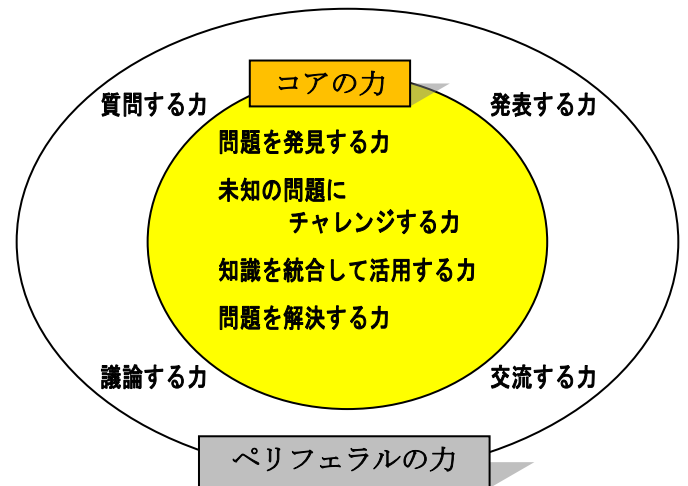 コアの力
質問する力
発表する力
問題を発見する力
未知の問題に
チャレンジする力
知識を統合して活用する力
問題を解決する力
議論する力
交流する力
ペリフェラルの力